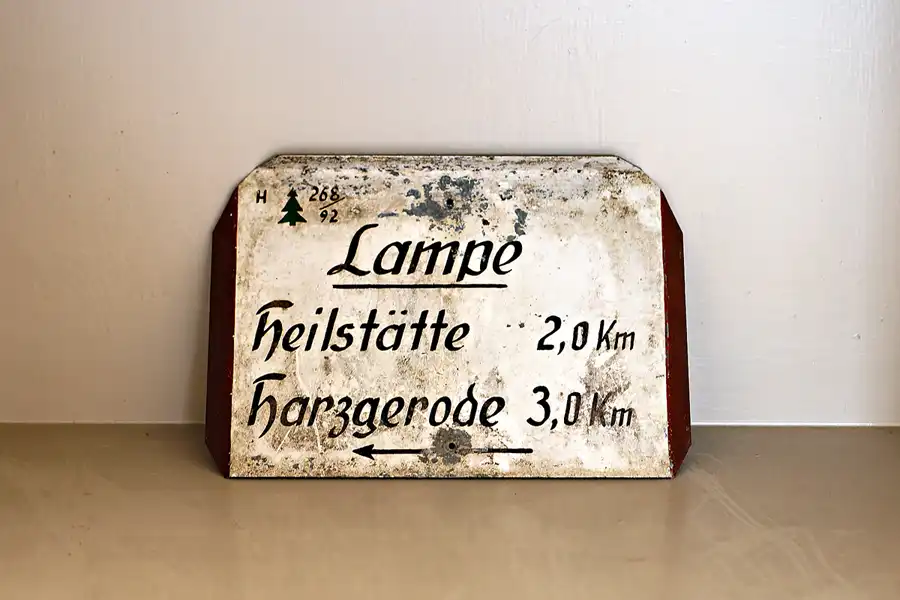 H 268/92
Lampe
Heilstätte 2,0 Km
Harzgerode 3,0 Km